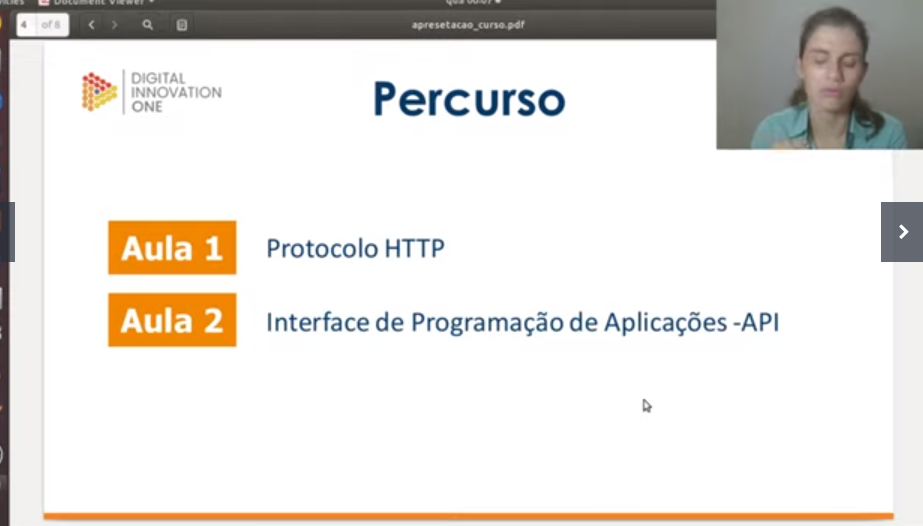 Document Viewer
4 of 8
apresetacao_curso.pdf
DIGITAL
INNOVATION
ONE
Percurso
Aula 1 Protocolo HTTP
Aula 2 Interface de Programação de Aplicações -API